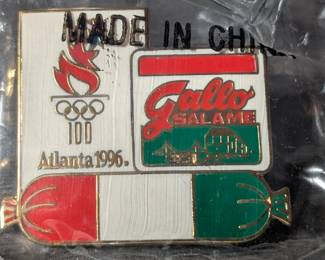 MADE IN CHINA
100
Atlanta 1996.
Gallo
SALAME